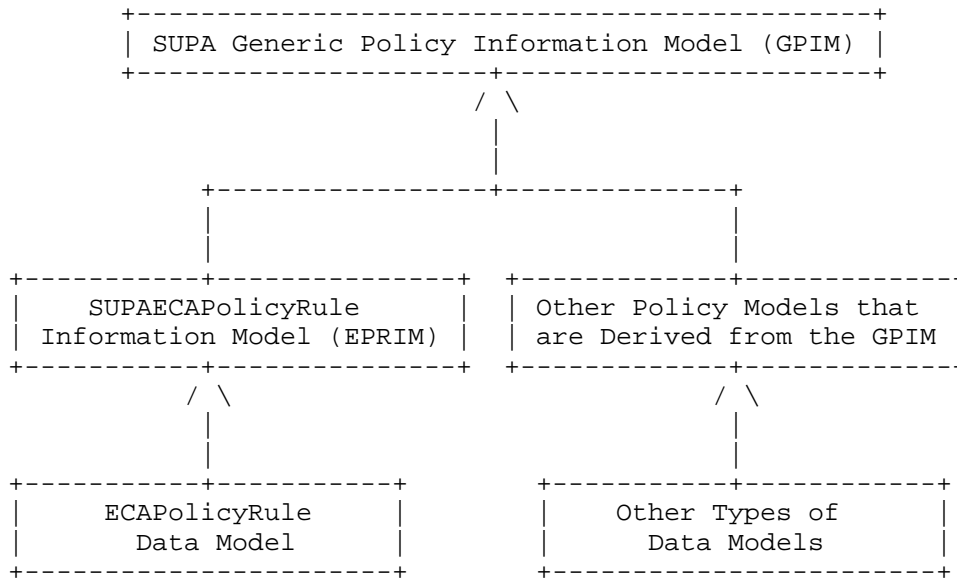 SUPA Generic Policy Information Model (GPIM)
SUPAECAPolicyRule
Information Model (EPRIM)
Other Policy Models that
are Derived from the GPIM
ECAPolicyRule
Data Model
Other Types of
Data Models